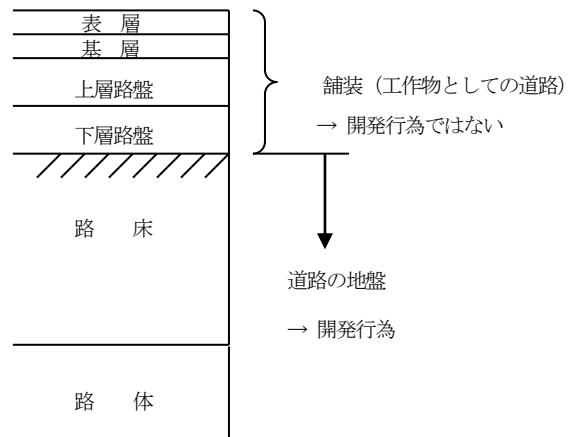 表　層
基　層
上層路盤
下層路盤
路　床
路　体
舗装（工作物としての道路）
→ 開発行為ではない
道路の地盤
→ 開発行為